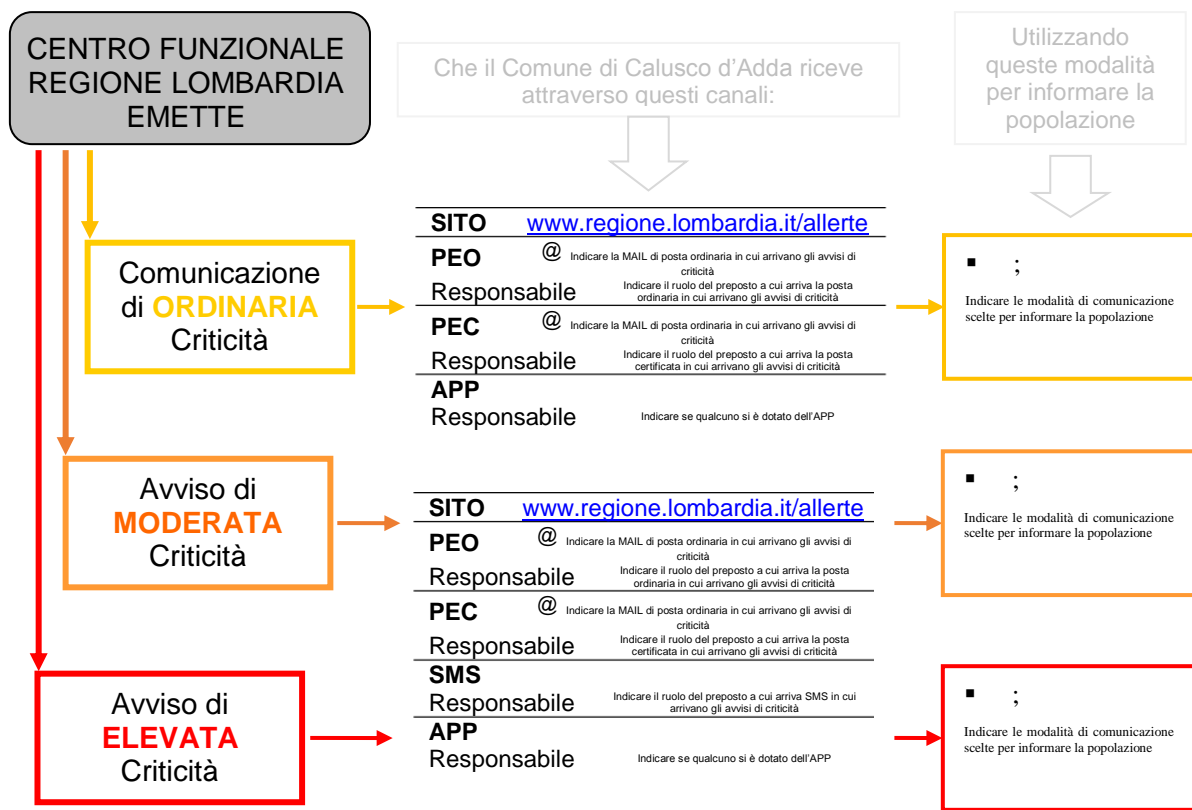 CENTRO FUNZIONALE
REGIONE LOMBARDIA
EMETTE
Che il Comune di Calusco d'Adda riceve
attraverso questi canali:
Utilizzando
queste modalità
per informare la
popolazione
Comunicazione
di ORDINARIA
Criticità
SITO www.regione.lombardia.it/allerte
PEO @ Indicare la MAIL di posta ordinaria in cui arrivano gli avvisi di
criticità
Responsabile Indicare il ruolo del preposto a cui arriva la posta
ordinaria in cui arrivano gli avvisi di criticità
PEC @ Indicare la MAIL di posta ordinaria in cui arrivano gli avvisi di
criticità
Responsabile Indicare il ruolo del preposto a cui arriva la posta
certificata in cui arrivano gli avvisi di criticità
APP
Responsabile Indicare se qualcuno si è dotato dell'APP
▪ ;
Indicare le modalità di comunicazione
scelte per informare la popolazione
Avviso di
MODERATA
Criticità
Avviso di
ELEVATA
Criticità
SITO www.regione.lombardia.it/allerte
PEO @ Indicare la MAIL di posta ordinaria in cui arrivano gli avvisi di
criticità
Responsabile Indicare il ruolo del preposto a cui arriva la posta
ordinaria in cui arrivano gli avvisi di criticità
PEC @ Indicare la MAIL di posta ordinaria in cui arrivano gli avvisi di
criticità
Responsabile Indicare il ruolo del preposto a cui arriva la posta
certificata in cui arrivano gli avvisi di criticità
SMS
Responsabile Indicare il ruolo del preposto a cui arriva SMS in cui
arrivano gli avvisi di criticità
APP
Responsabile Indicare se qualcuno si è dotato dell'APP
▪ ;
Indicare le modalità di comunicazione
scelte per informare la popolazione
▪ ;
Indicare le modalità di comunicazione
scelte per informare la popolazione